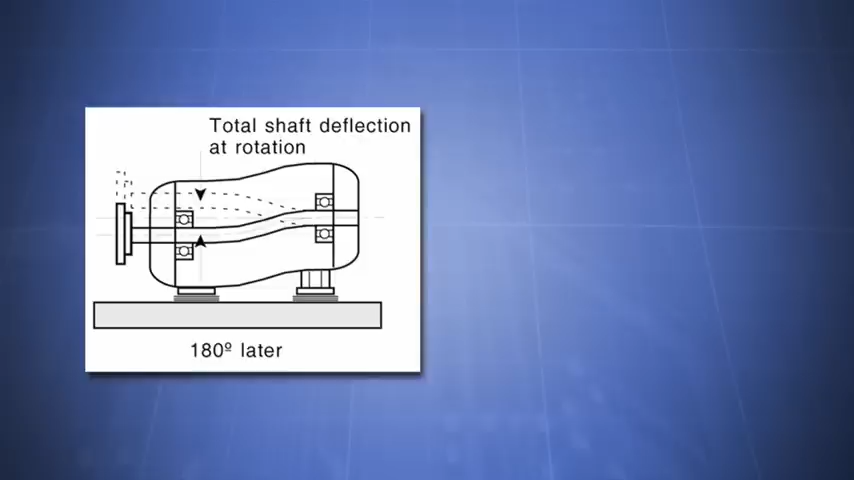 Total shaft deflection
at rotation
180º later